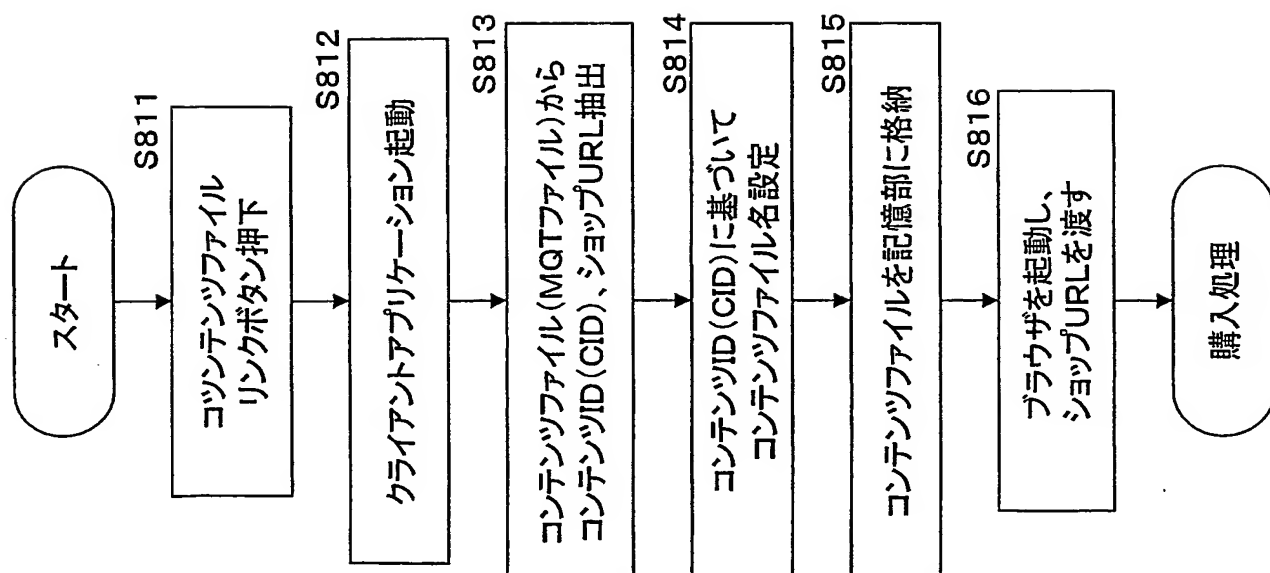 スタート
S811
コツンテンツファイル
リンクボタン押下
S812
クライアントアプリケーション起動
S813
コンテンツファイル(MQTファイル)から
コンテンツID(CID)、ショップURL抽出
S814
コンテンツID(CID)に基づいて
コンテンツファイル名設定
S815
コンテンツファイルを記憶部に格納
S816
ブラウザを起動し、
ショップURLを渡す
購入処理